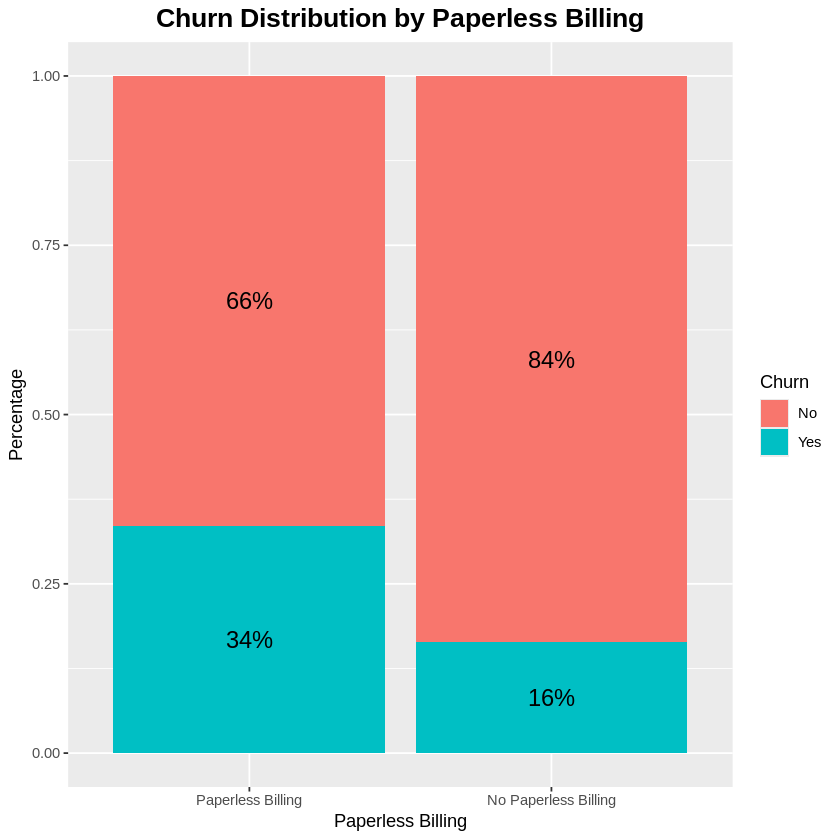 Churn Distribution by Paperless Billing
1.00
0.75
0.50
0.25
0.00
Percentage
66%
84%
34%
16%
Paperless Billing
No Paperless Billing
Paperless Billing
Churn
No
Yes